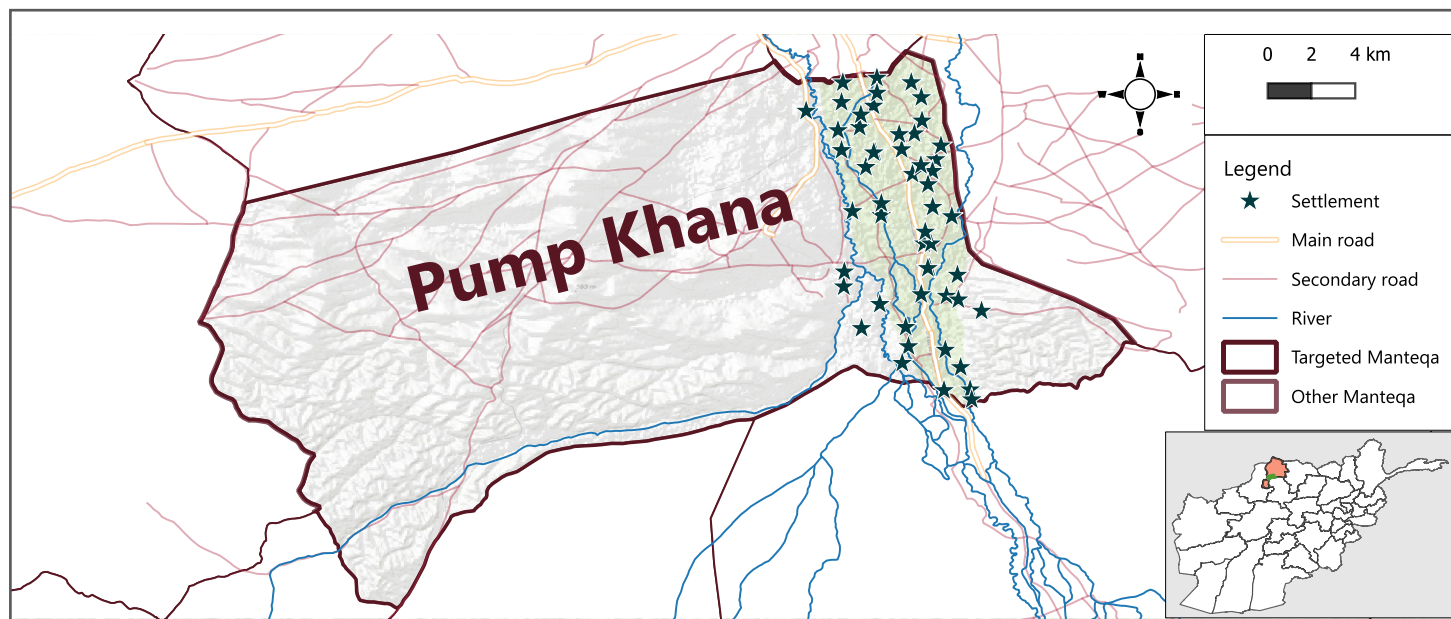 Pump Khana
0 2 4 km
Legend
Settlement
Main road
Secondary road
River
Targeted Manteqa
Other Manteqa